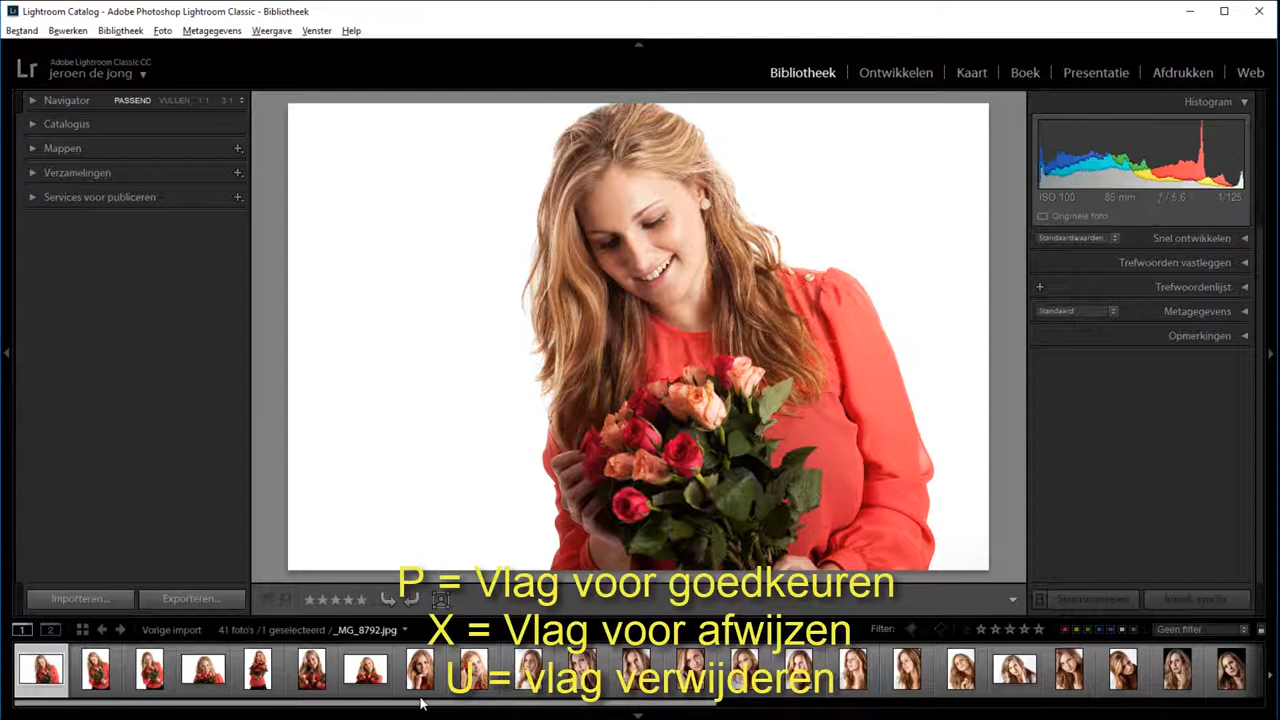 Lightroom Catalog - Adobe Photoshop Lightroom Classic - Bibliotheek
Bestand Bewerken Bibliotheek Foto Metagegevens Weergave Venster Help
Lr Adobe Lightroom Classic CC
jeroen de jong
Bibliotheek Ontwikkelen Kaart Boek Presentatie Afdrukken Web
Navigator PASSEND VULLEN 1:1 3:1
Catalogus
Mappen
Verzamelingen
Services voor publiceren
Histogram
ISO 100 85 mm ƒ / 5,6 1/125
Originele foto
Standaardwaarden Snel ontwikkelen
Trefwoorden vastleggen
Trefwoordenlijst
Standaard Metagegevens
Opmerkingen
P = Vlag voor goedkeuren
Importeren... Exporteren...
X = Vlag voor afwijzen
1 2 Vorige import 41 foto's /1 geselecteerd /_MG_8792.jpg Filter: Geen filter
U = vlag verwijderen